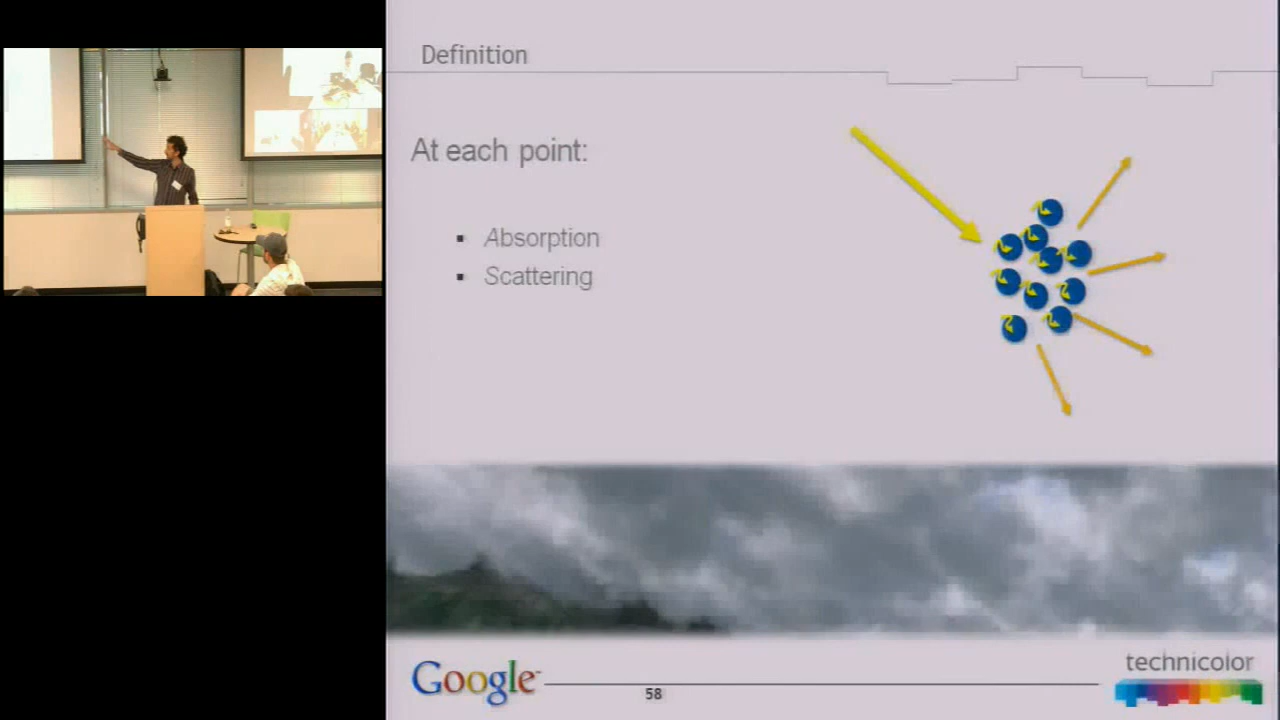 Definition
At each point:
▪ Absorption
▪ Scattering
Google
58
technicolor